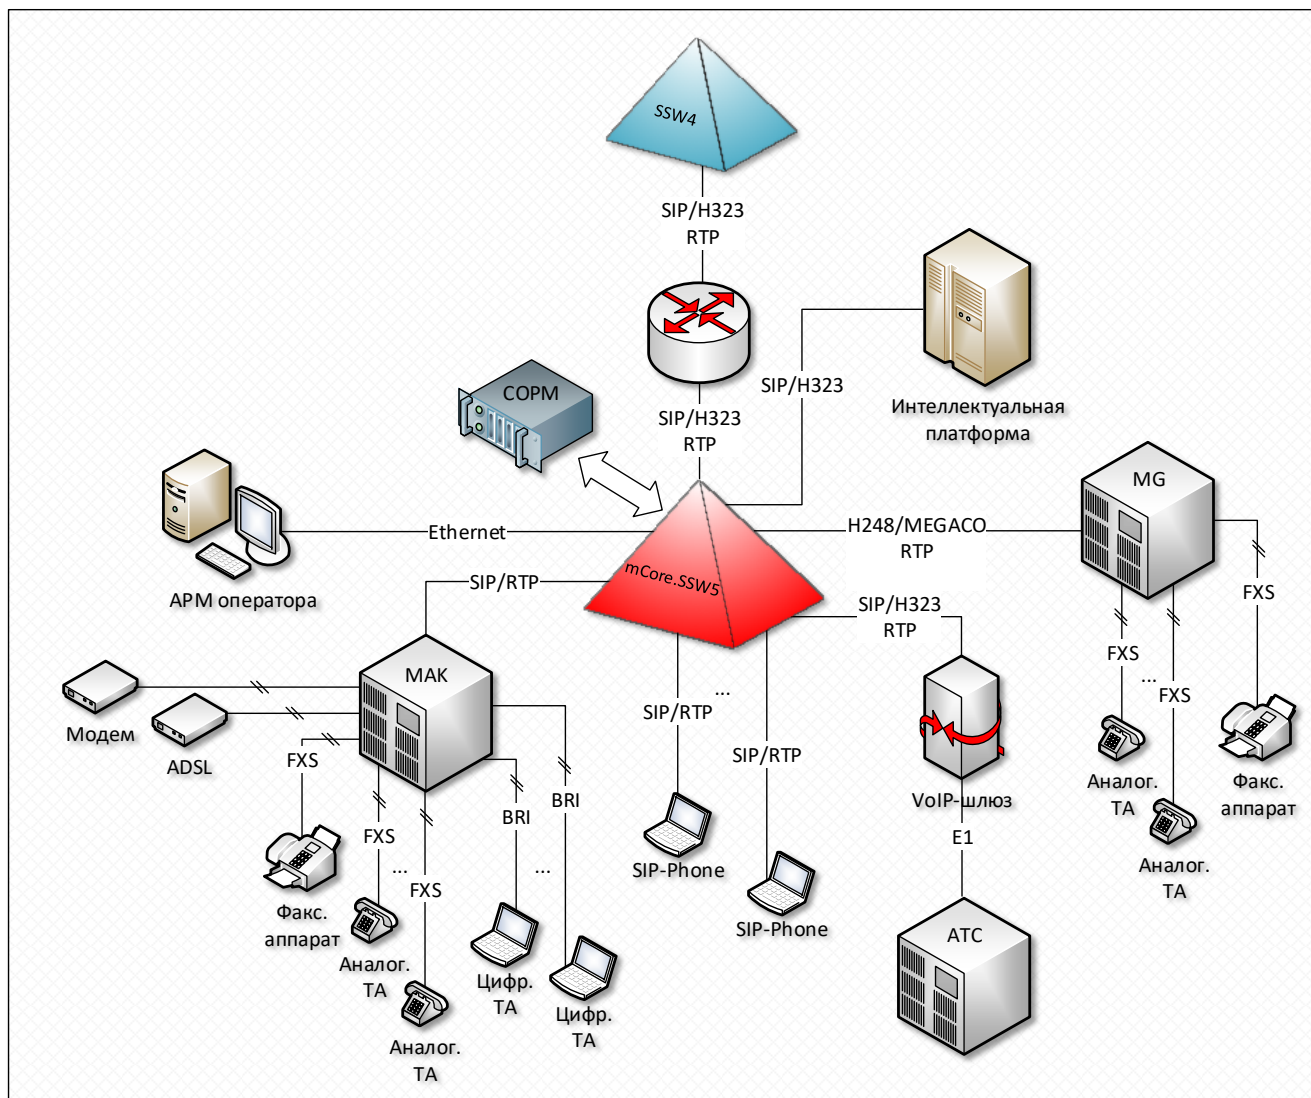 SSW4
SIP/H323
RTP
SIP/H323
Интеллектуальная
платформа
СОРМ
SIP/H323
RTP
MG
Ethernet
АРМ оператора
mCore.SSW5
H248/MEGACO
RTP
FXS
FXS
...
FXS
Аналог.
ТА
Факс.
аппарат
Аналог.
ТА
SIP/RTP
SIP/H323
RTP
МАК
Модем
ADSL
FXS
FXS
...
FXS
BRI
...
BRI
Факс.
аппарат
Аналог.
ТА
Аналог.
ТА
Цифр.
ТА
Цифр.
ТА
...
SIP/RTP
SIP/RTP
SIP-Phone
SIP-Phone
VoIP-шлюз
E1
АТС